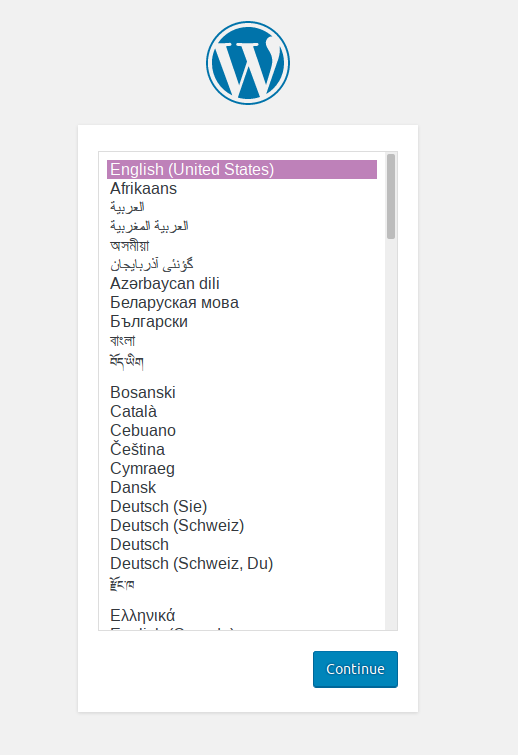 English (United States)
Afrikaans
العربية
العربية المغربية
অসমীয়া
گؤنئی آذربایجان
Azərbaycan dili
Беларуская мова
Български
বাংলা
བོད་ཡིག
Bosanski
Català
Cebuano
Čeština
Cymraeg
Dansk
Deutsch (Sie)
Deutsch (Schweiz)
Deutsch
Deutsch (Schweiz, Du)
རྫོང་ཁ
Ελληνικά
Continue